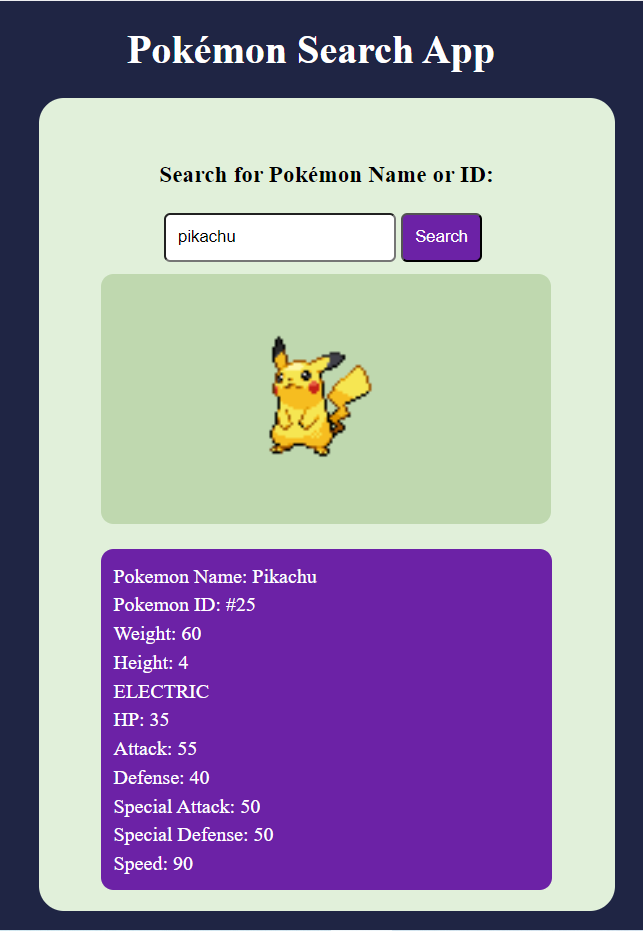 Pokémon Search App
Search for Pokémon Name or ID:
pikachu Search
Pokemon Name: Pikachu
Pokemon ID: #25
Weight: 60
Height: 4
ELECTRIC
HP: 35
Attack: 55
Defense: 40
Special Attack: 50
Special Defense: 50
Speed: 90